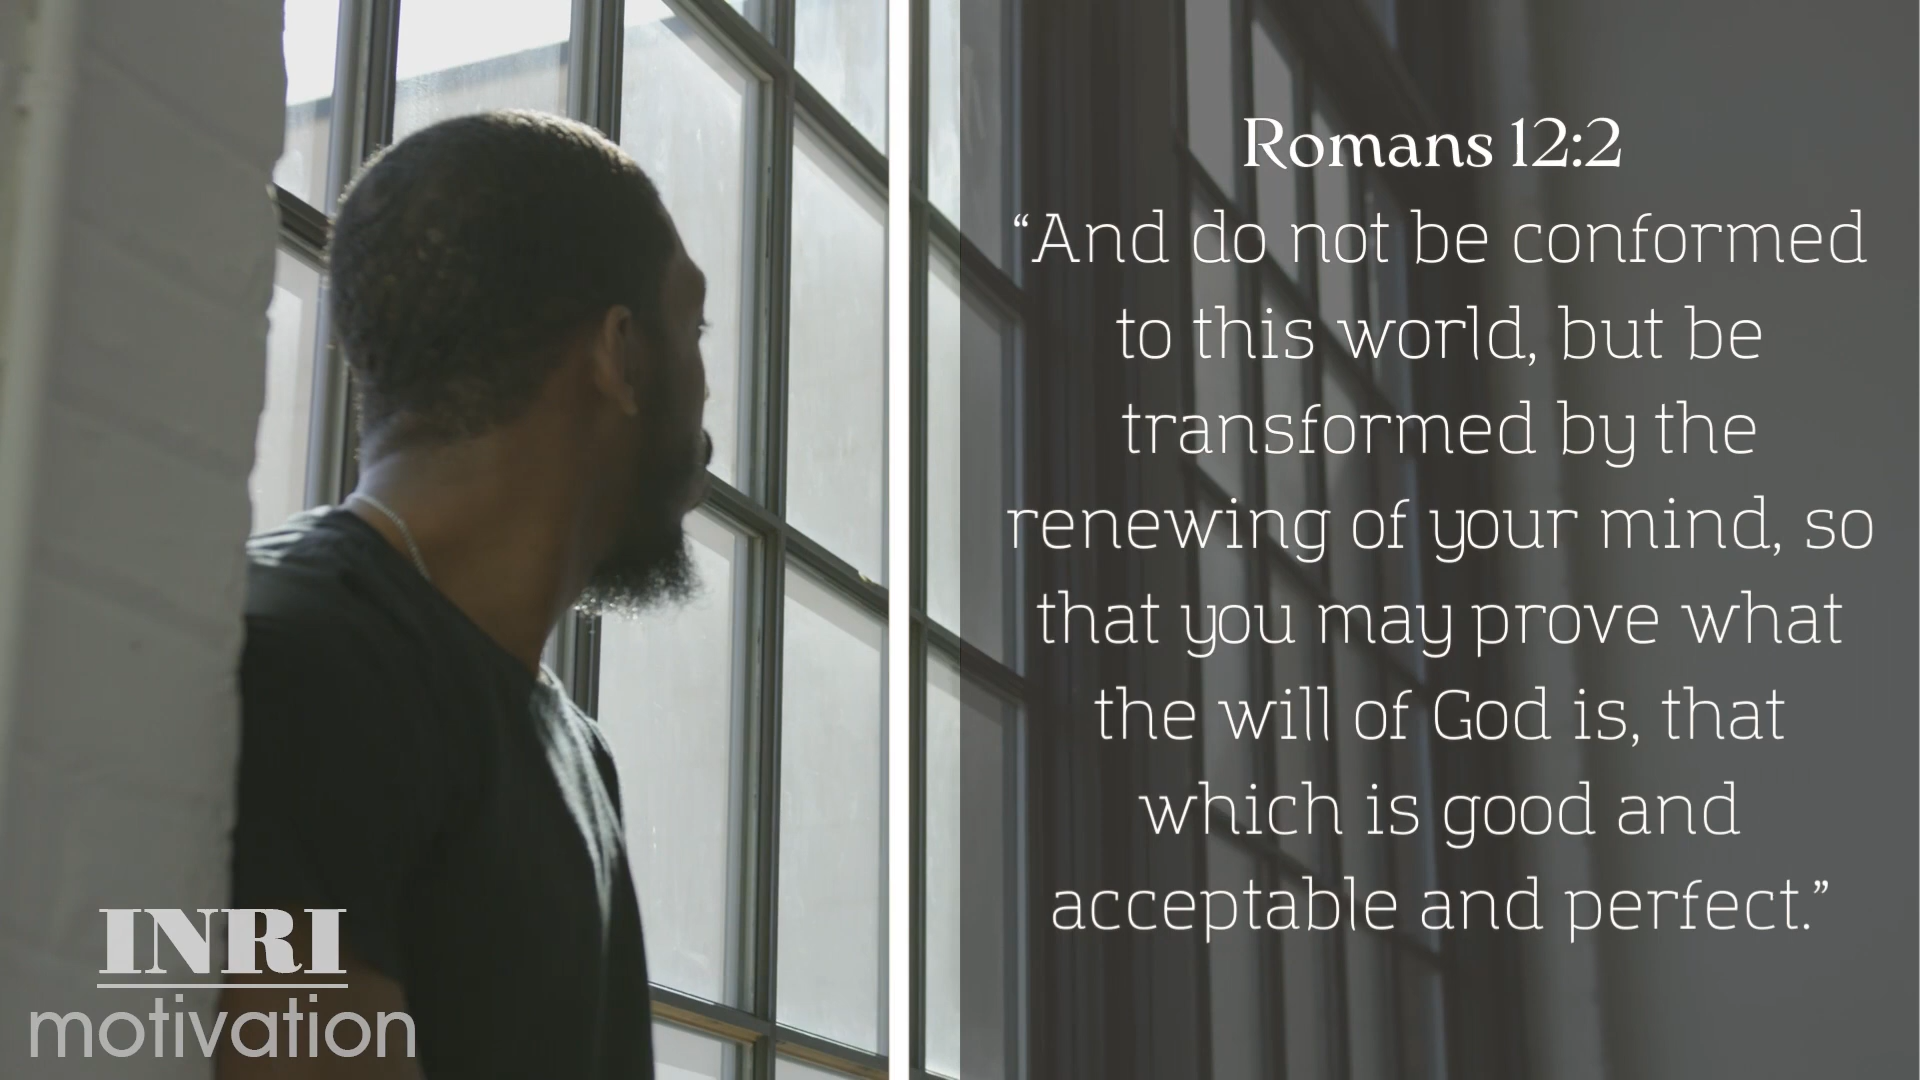 Romans 12:2
“And do not be conformed
to this world, but be
transformed by the
renewing of your mind, so
that you may prove what
the will of God is, that
which is good and
acceptable and perfect.”
INRI
motivation